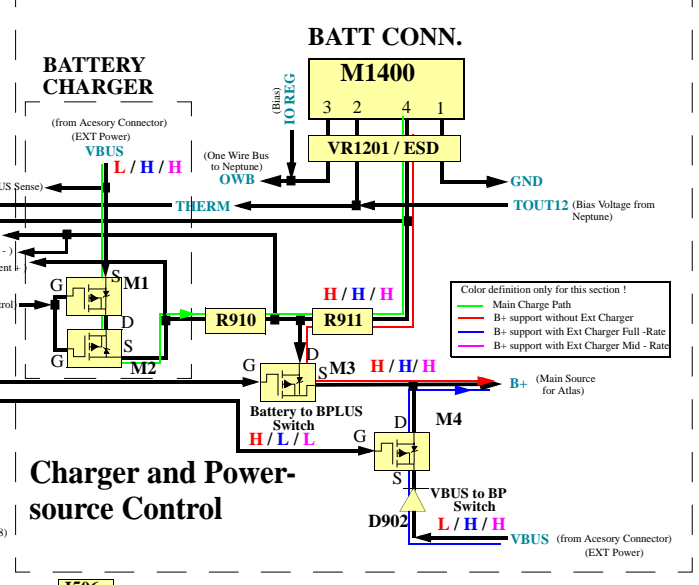 BATT CONN.
M1400
3 2 4 1
BATTERY
CHARGER
(Bias)
IO REG
(from Acesory Connector)
(EXT Power)
VBUS
L / H / H
VR1201 / ESD
(One Wire Bus
to Neptune)
OWB
US Sense)
GND
THERM
TOUT12 (Bias Voltage from
Neptune)
- )
ent + )
S
M1
G
rol)
D
S
G
M2
H / H / H
R910
R911
Color definition only for this section !
Main Charge Path
B+ support without Ext Charger
B+ support with Ext Charger Full -Rate
B+ support with Ext Charger Mid - Rate
D
G
S
M3
H / H/ H
B+
(Main Source
for Atlas)
Battery to BPLUS
Switch
H / L / L
D
M4
G
S
Charger and Power-
source Control
VBUS to BP
Switch
D902
L / H / H
VBUS
(from Acesory Connector)
(EXT Power)
8)